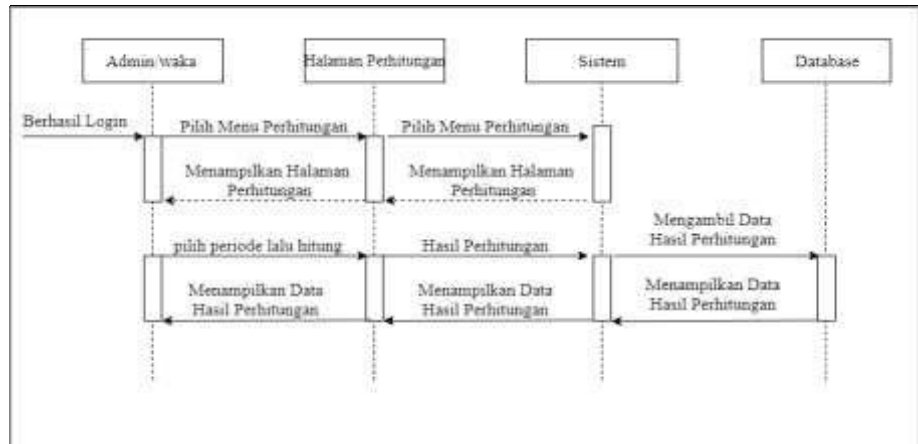 Admin/waka
Halaman Perhitungan
Sistem
Database
Berhasil Login
Pilih Menu Perhitungan
Pilih Menu Perhitungan
Menampilkan Halaman
Perhitungan
Menampilkan Halaman
Perhitungan
pilih periode lalu hitung
Hasil Perhitungan
Mengambil Data
Hasil Perhitungan
Menampilkan Data
Hasil Perhitungan
Menampilkan Data
Hasil Perhitungan
Menampilkan Data
Hasil Perhitungan